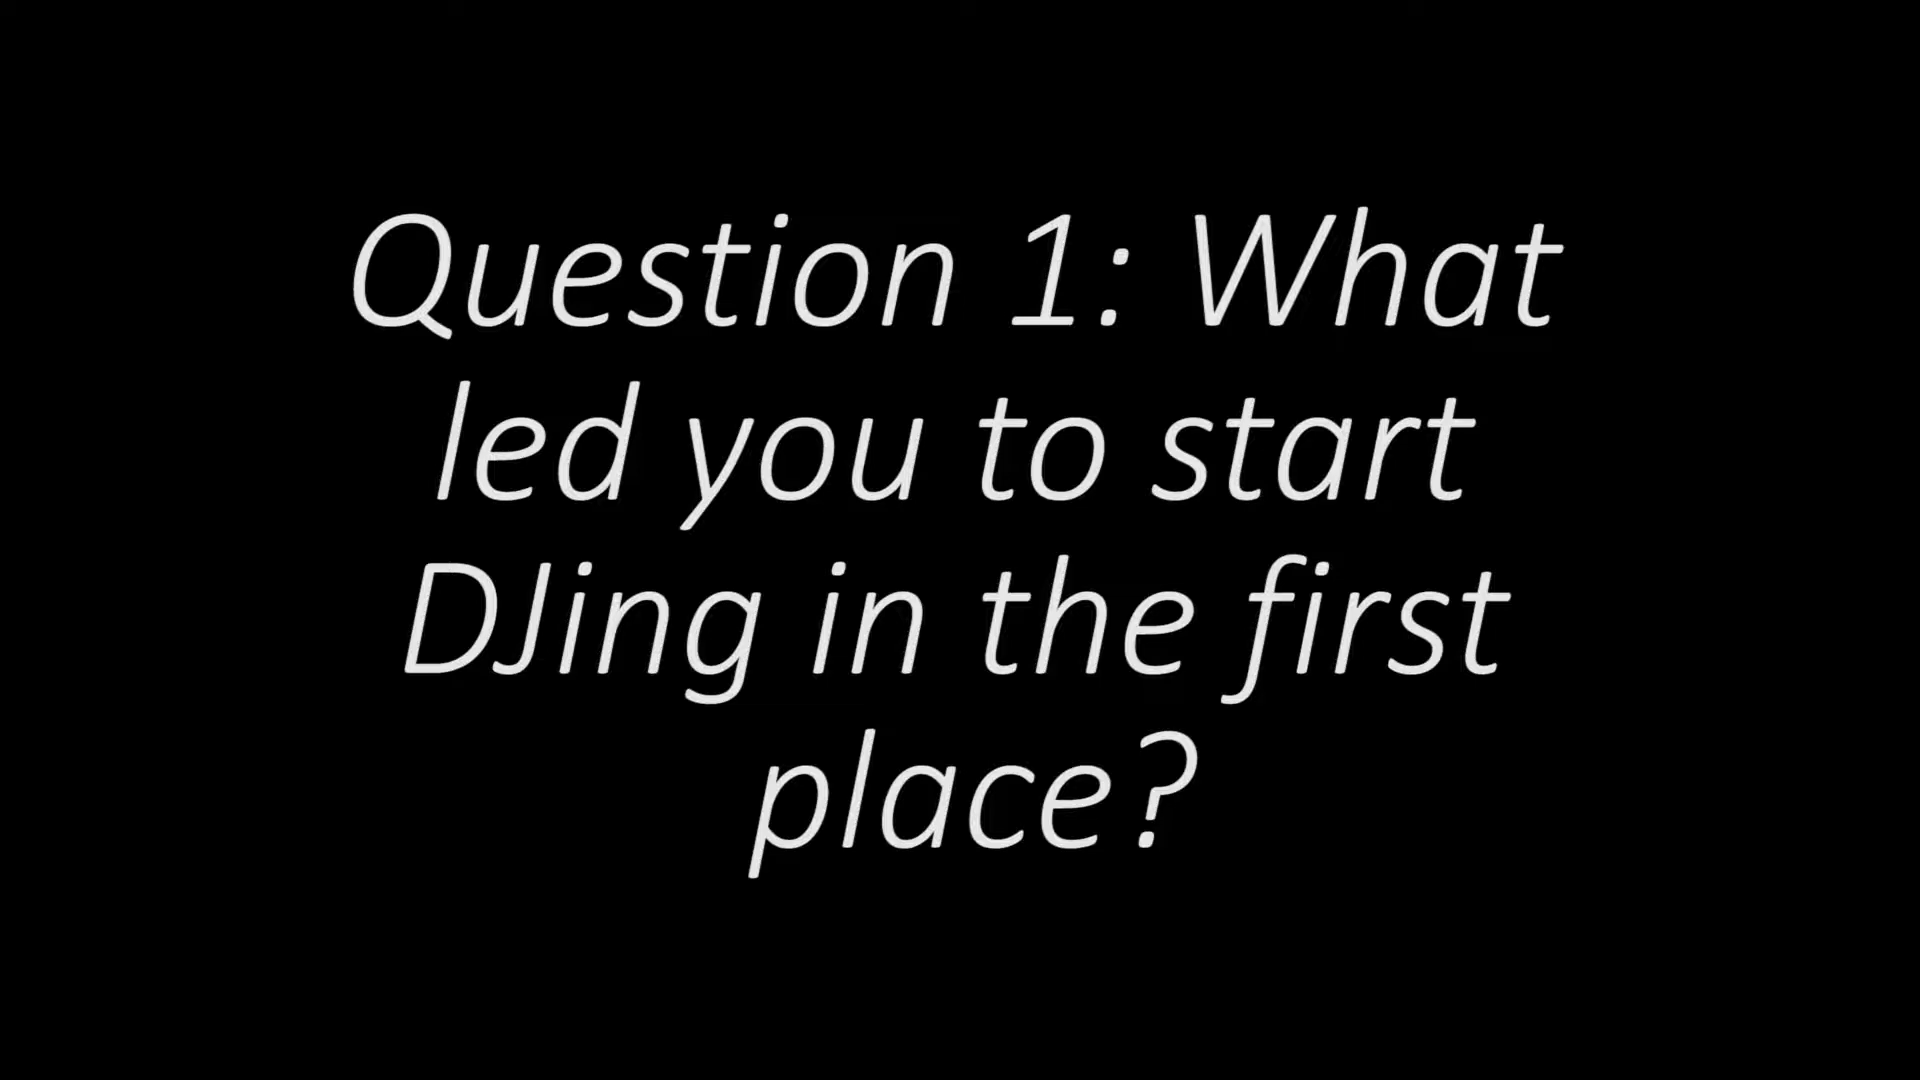 Question 1: What
led you to start
DJing in the first
place?